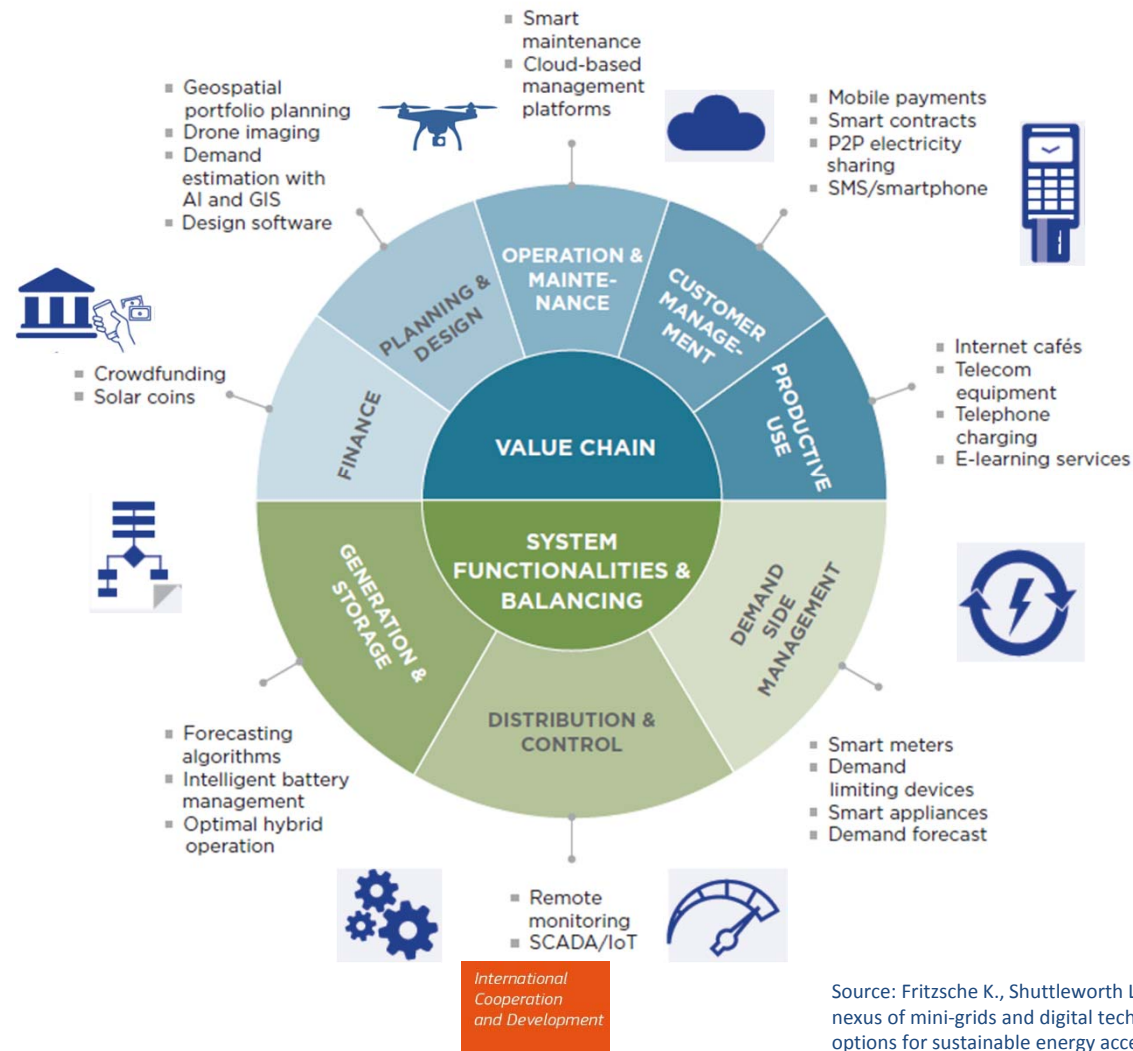 Smart
maintenance
Cloud-based
management
platforms
Geospatial
portfolio planning
Drone imaging
Demand
estimation with
AI and GIS
Design software
Mobile payments
Smart contracts
P2P electricity
sharing
SMS/smartphone
Crowdfunding
Solar coins
Internet cafés
Telecom
equipment
Telephone
charging
E-learning services
FINANCE
PLANNING &
DESIGN
OPERATION &
MAINTE-
NANCE
CUSTOMER
MANAGE-
MENT
PRODUCTIVE
USE
VALUE CHAIN
SYSTEM
FUNCTIONALITIES &
BALANCING
GENERATION &
STORAGE
DISTRIBUTION &
CONTROL
DEMAND
SIDE
MANAGEMENT
Forecasting
algorithms
Intelligent battery
management
Optimal hybrid
operation
Remote
monitoring
SCADA/IoT
Smart meters
Demand
limiting devices
Smart appliances
Demand forecast
International
Cooperation
and Development
Source: Fritzsche K., Shuttleworth
nexus of mini-grids and digital
options for sustainable energy